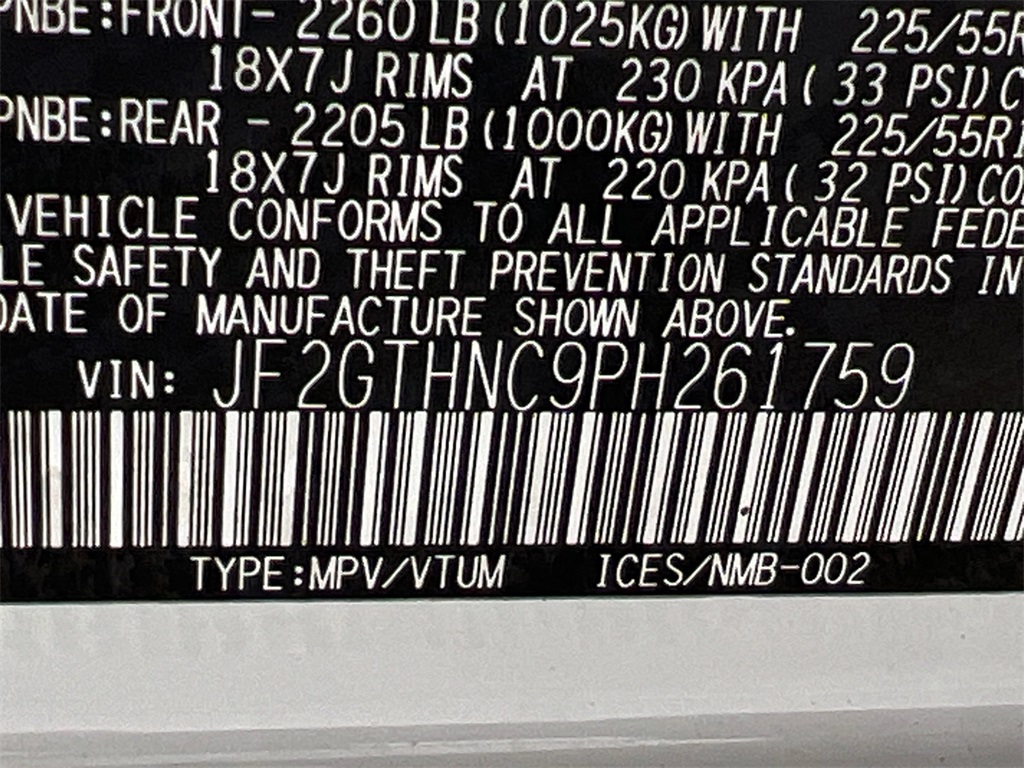 PNBE:FRONT- 2260 LB (1025KG) WITH 225/55R
18X7J RIMS AT 230 KPA ( 33 PSI) C
PNBE:REAR - 2205 LB (1000KG) WITH 225/55R1
18X7J RIMS AT 220 KPA ( 32 PSI) CO
VEHICLE CONFORMS TO ALL APPLICABLE FEDE
LE SAFETY AND THEFT PREVENTION STANDARDS IN
DATE OF MANUFACTURE SHOWN ABOVE.
VIN: JF2GTHNC9PH261759
TYPE:MPV/VTUM ICES/NMB-002